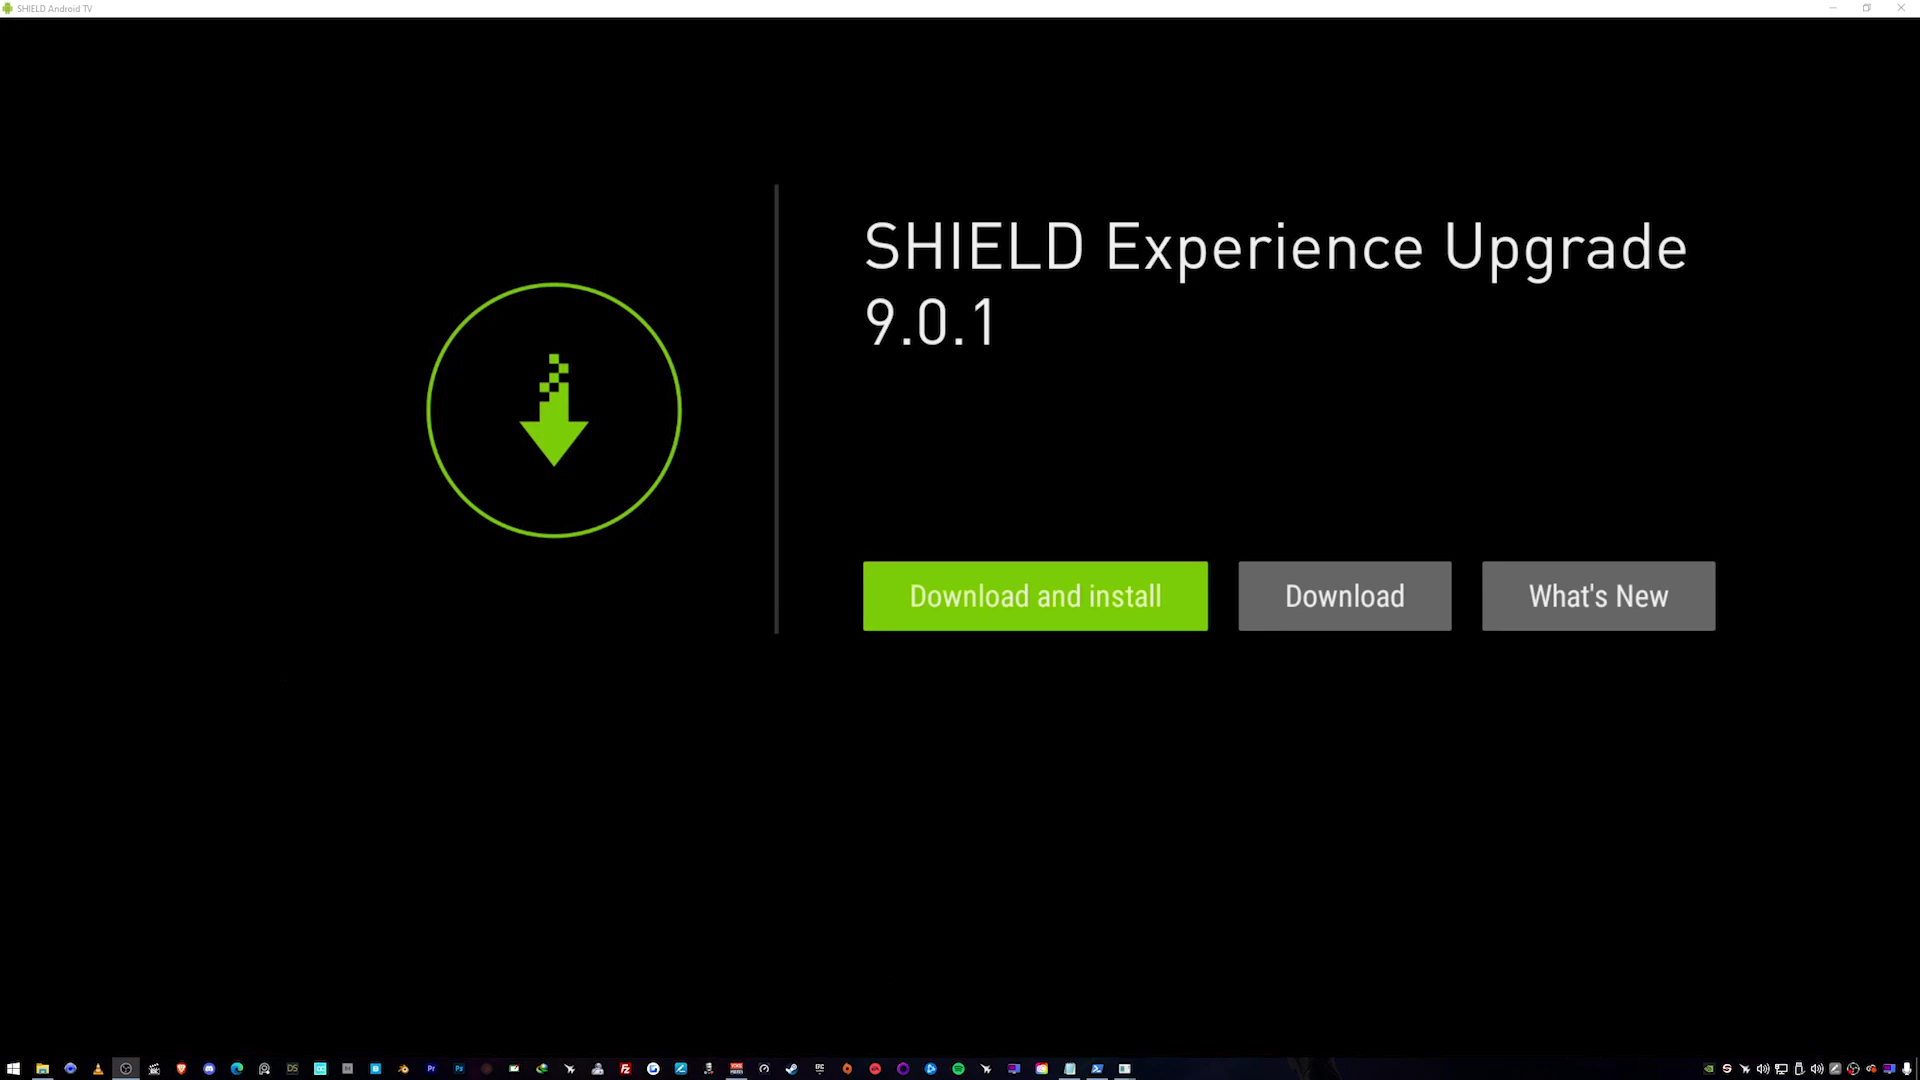 SHIELD Android TV
SHIELD Experience Upgrade
9.0.1
Download and install
Download
What's New